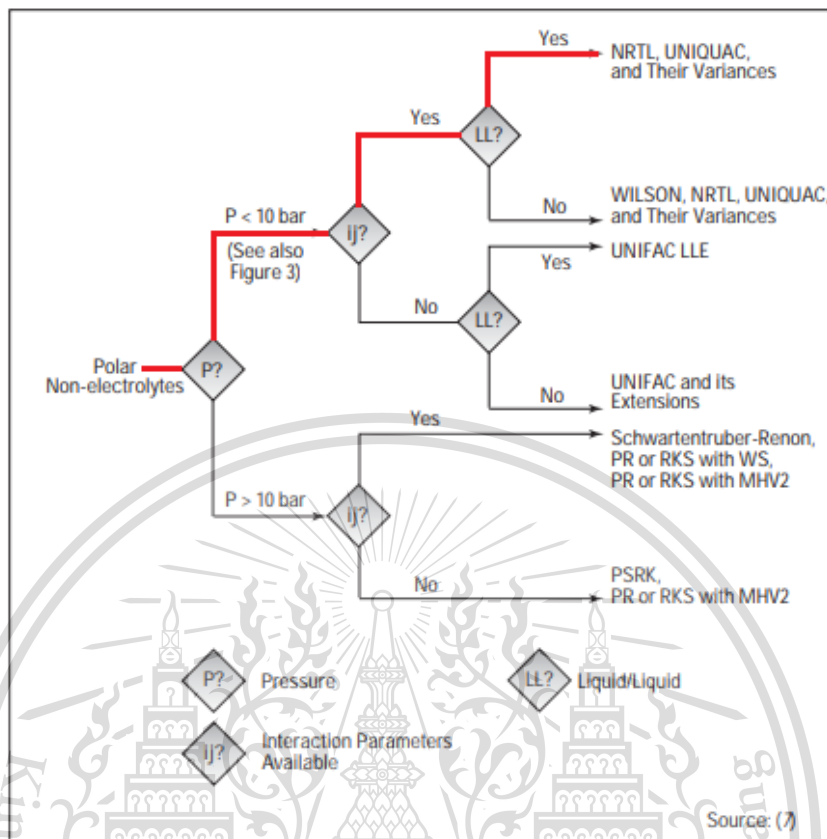 Yes
NRTL, UNIQUAC,
and Their Variances
Yes
LL?
No
WILSON, NRTL, UNIQUAC,
and Their Variances
P < 10 bar
(See also
Figure 3)
ij?
Yes
UNIFAC LLE
No
LL?
Polar
Non-electrolytes
P?
No
UNIFAC and its
Extensions
Yes
Schwartentruber-Renon,
PR or RKS with WS,
PR or RKS with MHV2
P > 10 bar
ij?
No
PSRK,
PR or RKS with MHV2
P?
Pressure
LL?
Liquid/Liquid
ij?
Interaction Parameters
Available
Source: (7)